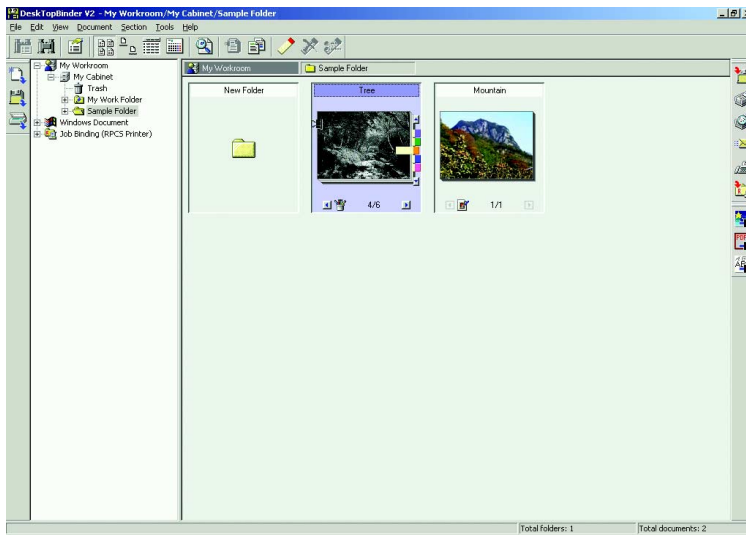 DeskTopBinder V2 - My Workroom/My Cabinet/Sample Folder
File Edit View Document Section Tools Help
My Workroom
My Cabinet
Trash
My Work Folder
Sample Folder
Windows Document
Job Binding (RPCS Printer)
My Workroom Sample Folder
New Folder Tree Mountain
4/6 1/1
PDF
Total folders: 1 Total documents: 2